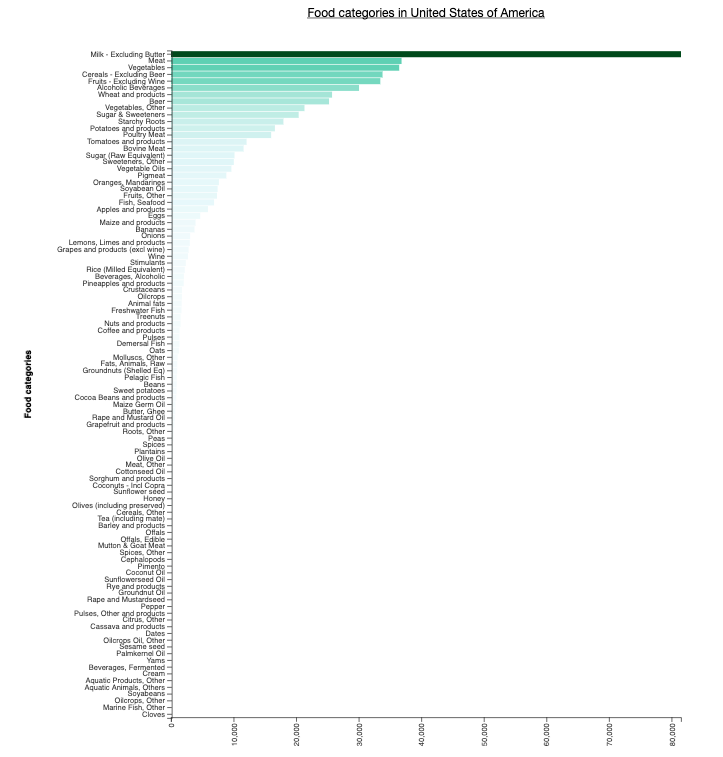 Food categories in United States of America
Milk - Excluding Butter
Meat
Vegetables
Cereals - Excluding Beer
Fruits - Excluding Wine
Alcoholic Beverages
Wheat and products
Beer
Vegetables, Other
Sugar & Sweeteners
Starchy Roots
Potatoes and products
Poultry Meat
Tomatoes and products
Bovine Meat
Sugar (Raw Equivalent)
Sweeteners, Other
Vegetable Oils
Pigmeat
Oranges, Mandarines
Soyabean Oil
Fruits, Other
Fish, Seafood
Apples and products
Eggs
Maize and products
Bananas
Onions
Lemons, Limes and products
Grapes and products (excl wine)
Wine
Stimulants
Rice (Milled Equivalent)
Beverages, Alcoholic
Pineapples and products
Crustaceans
Oilcrops
Animal fats
Freshwater Fish
Treenuts
Nuts and products
Coffee and products
Pulses
Demersal Fish
Oats
Molluscs, Other
Fats, Animals, Raw
Groundnuts (Shelled Eq)
Pelagic Fish
Beans
Sweet potatoes
Cocoa Beans and products
Maize Germ Oil
Butter, Ghee
Rape and Mustard Oil
Grapefruit and products
Roots, Other
Peas
Spices
Plantains
Olive Oil
Meat, Other
Cottonseed Oil
Sorghum and products
Coconuts - Incl Copra
Sunflower seed
Honey
Olives (including preserved)
Cereals, Other
Tea (including mate)
Barley and products
Offals
Offals, Edible
Mutton & Goat Meat
Spices, Other
Cephalopods
Pimento
Coconut Oil
Sunflowerseed Oil
Rye and products
Groundnut Oil
Rape and Mustardseed
Pepper
Pulses, Other and products
Citrus, Other
Cassava and products
Dates
Oilcrops Oil, Other
Sesame seed
Palmkernel Oil
Yams
Beverages, Fermented
Cream
Aquatic Products, Other
Aquatic Animals, Others
Soyabeans
Oilcrops, Other
Marine Fish, Other
Cloves
Food categories
0
10,000
20,000
30,000
40,000
50,000
60,000
70,000
80,000